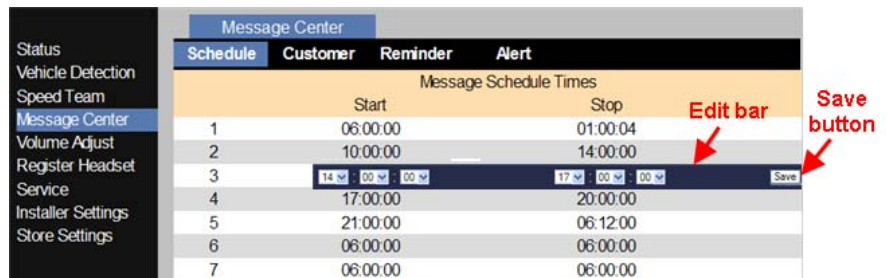 Message Center
Status
Vehicle Detection
Speed Team
Message Center
Volume Adjust
Register Headset
Service
Installer Settings
Store Settings
Schedule Customer Reminder Alert
Message Schedule Times
Start Stop
1 06:00:00 01:00:04
2 10:00:00 14:00:00
3 14 : 00 : 00 17 : 00 : 00 Save
4 17:00:00 20:00:00
5 21:00:00 06:12:00
6 06:00:00 06:00:00
7 06:00:00 06:00:00
Edit bar
Save
button